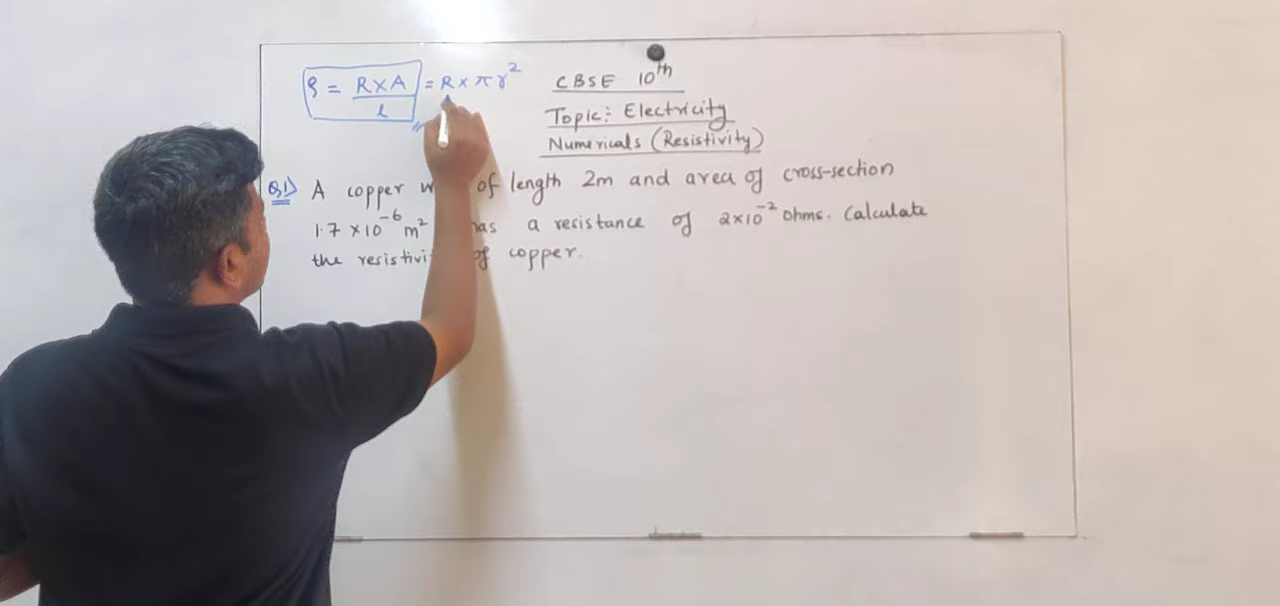 ρ = R×A / l = R × π r²
CBSE 10th
Topic: Electricity
Numericals (Resistivity)
Q1) A copper w of length 2m and area of cross-section
1.7 ×10⁻⁶ m² has a resistance of 2×10⁻² Ohms. Calculate
the resistivi of copper.